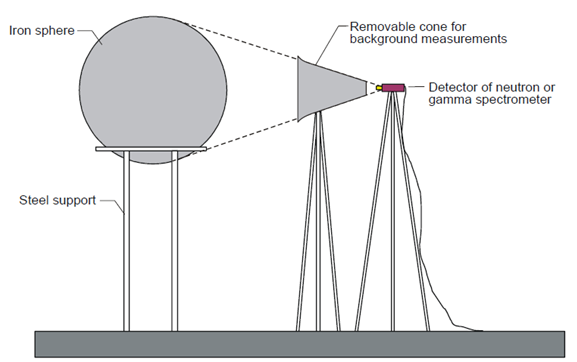 Iron sphere
Removable cone for
background measurements
Detector of neutron or
gamma spectrometer
Steel support